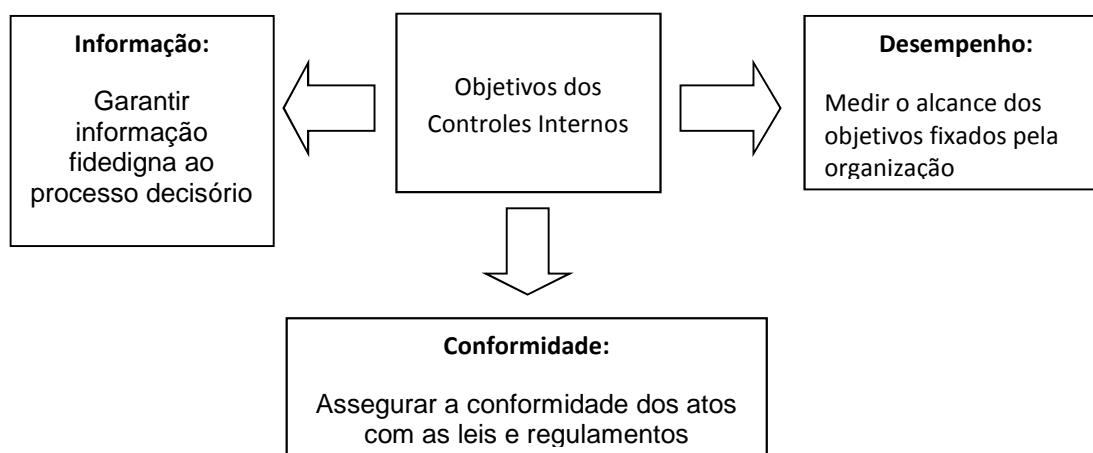 Informação:
Garantir
informação
fidedigna ao
processo decisório
Objetivos dos
Controles Internos
Desempenho:
Medir o alcance dos
objetivos fixados pela
organização
Conformidade:
Assegurar a conformidade dos atos
com as leis e regulamentos